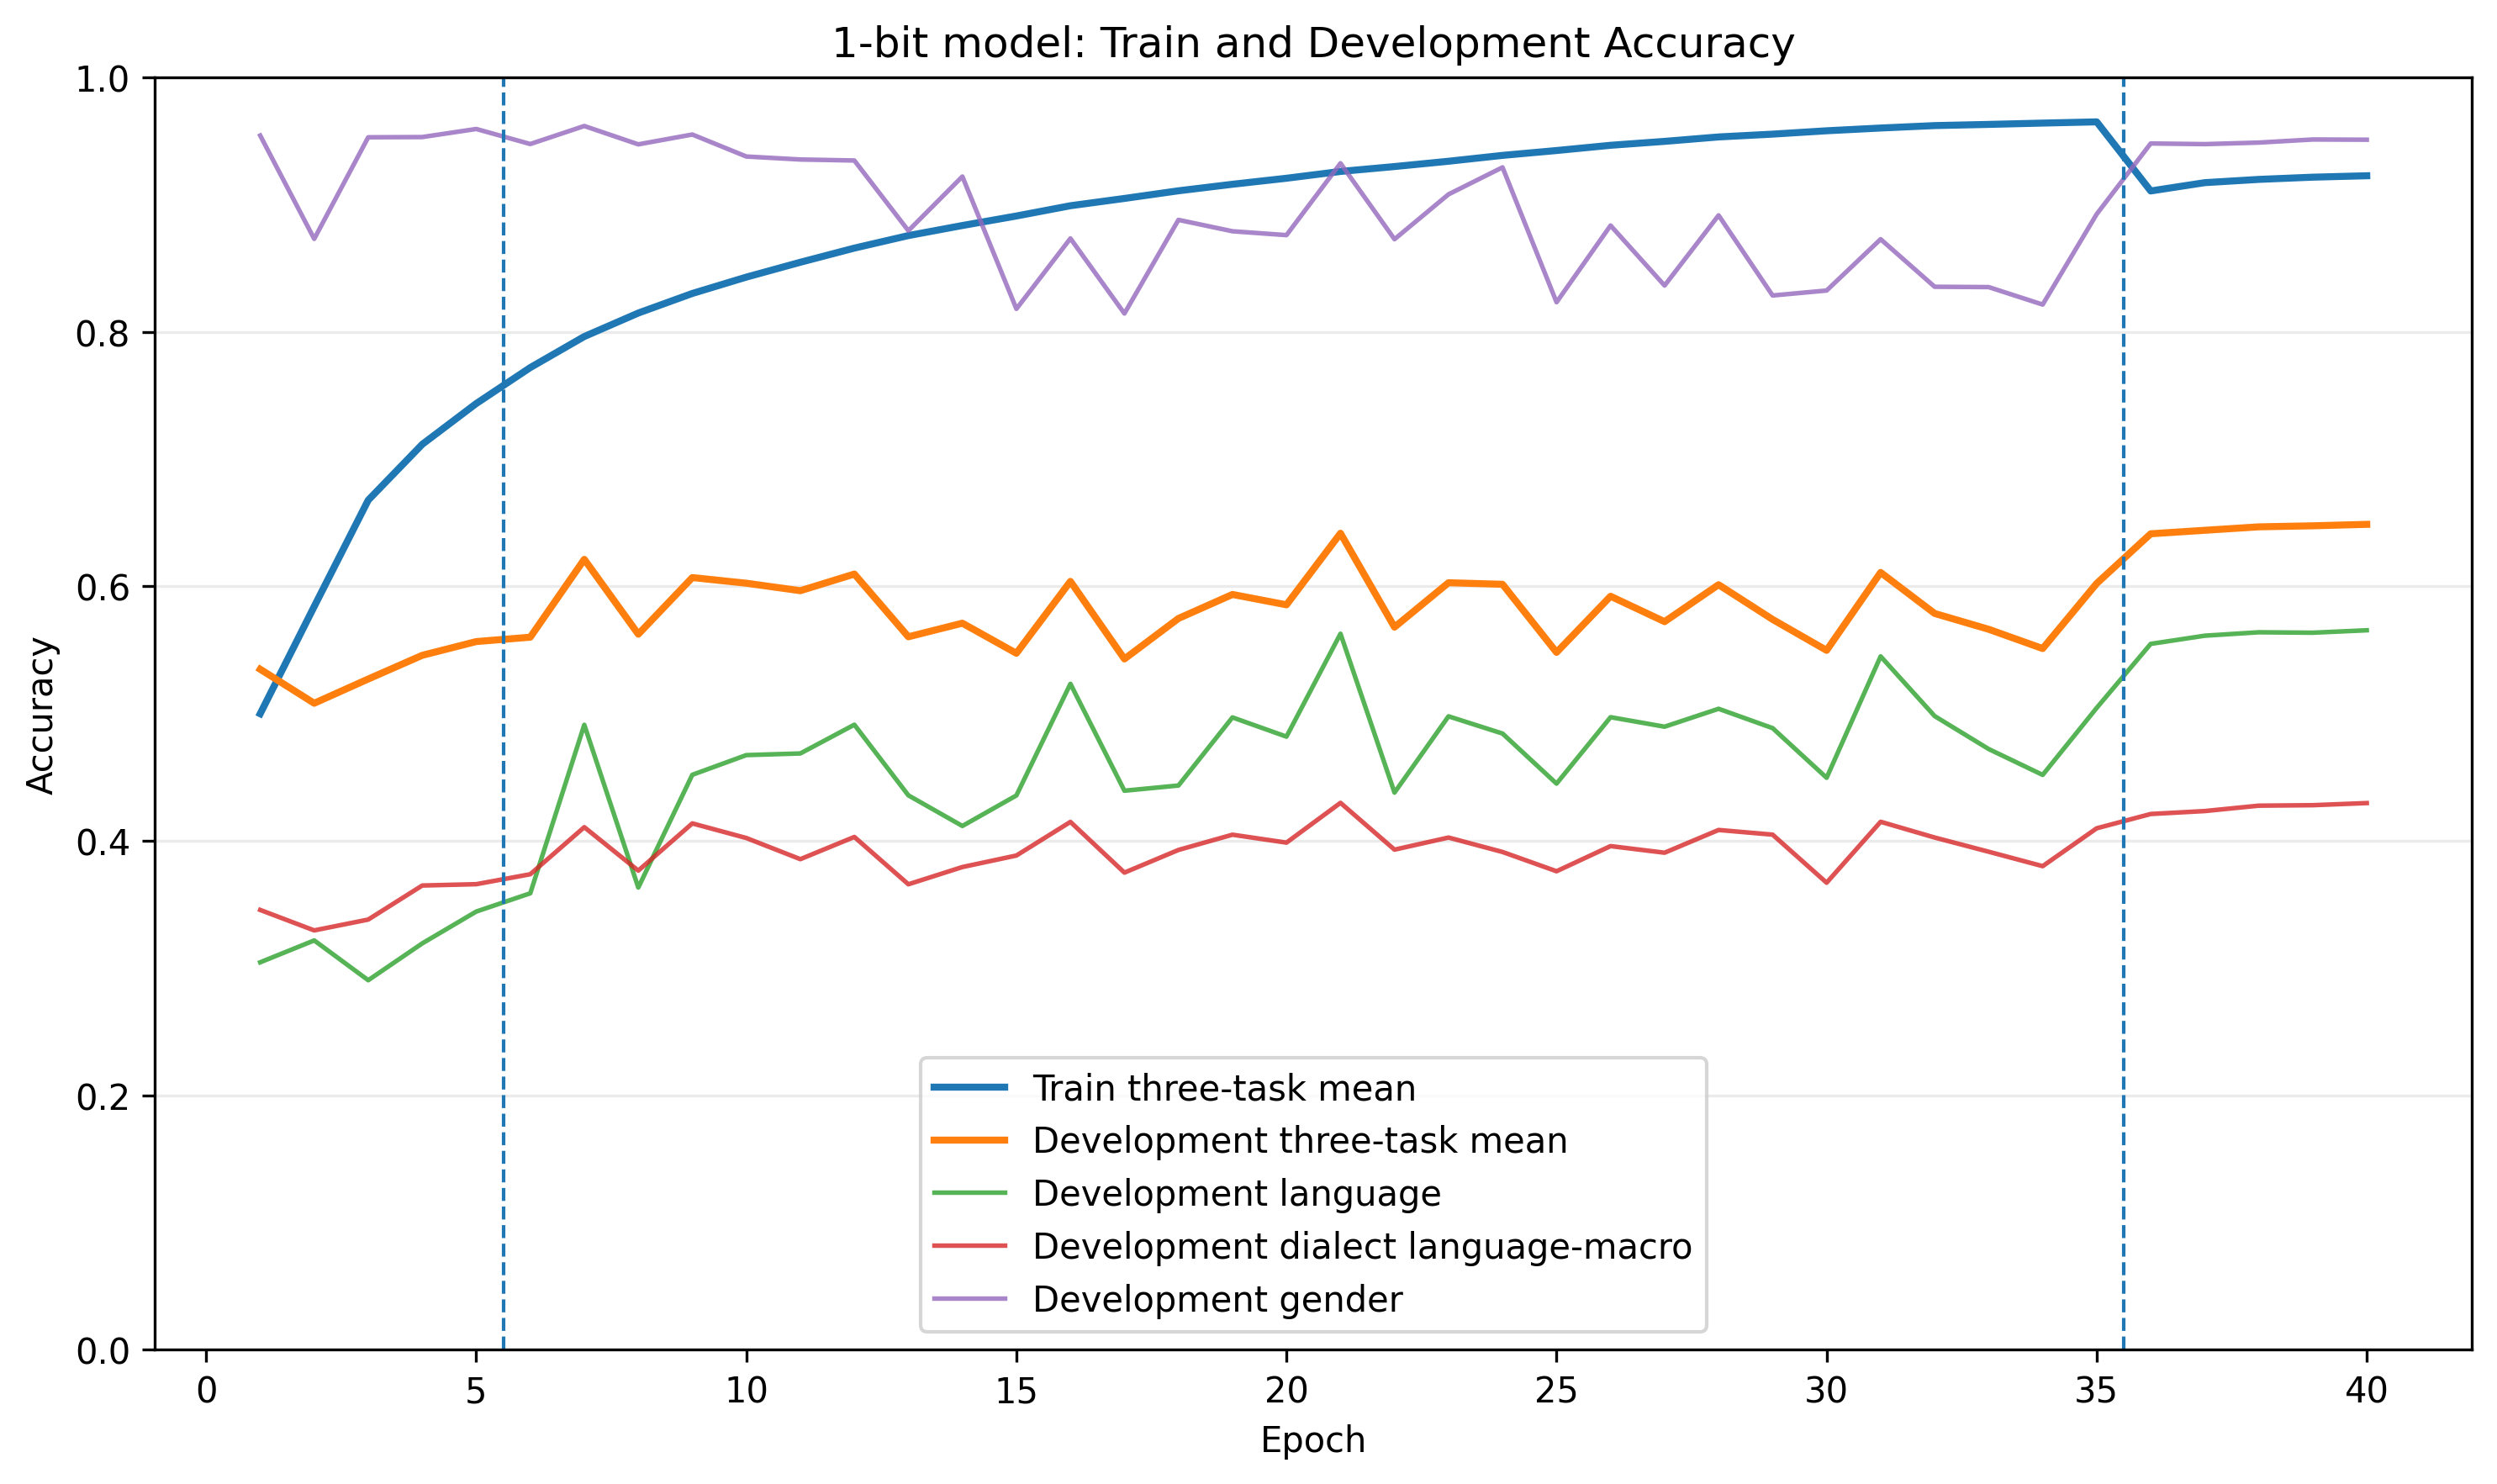 1-bit model: Train and Development Accuracy
1.0
0.8
0.6
0.4
0.2
0.0
Accuracy
Train three-task mean
Development three-task mean
Development language
Development dialect language-macro
Development gender
0 5 10 15 20 25 30 35 40
Epoch